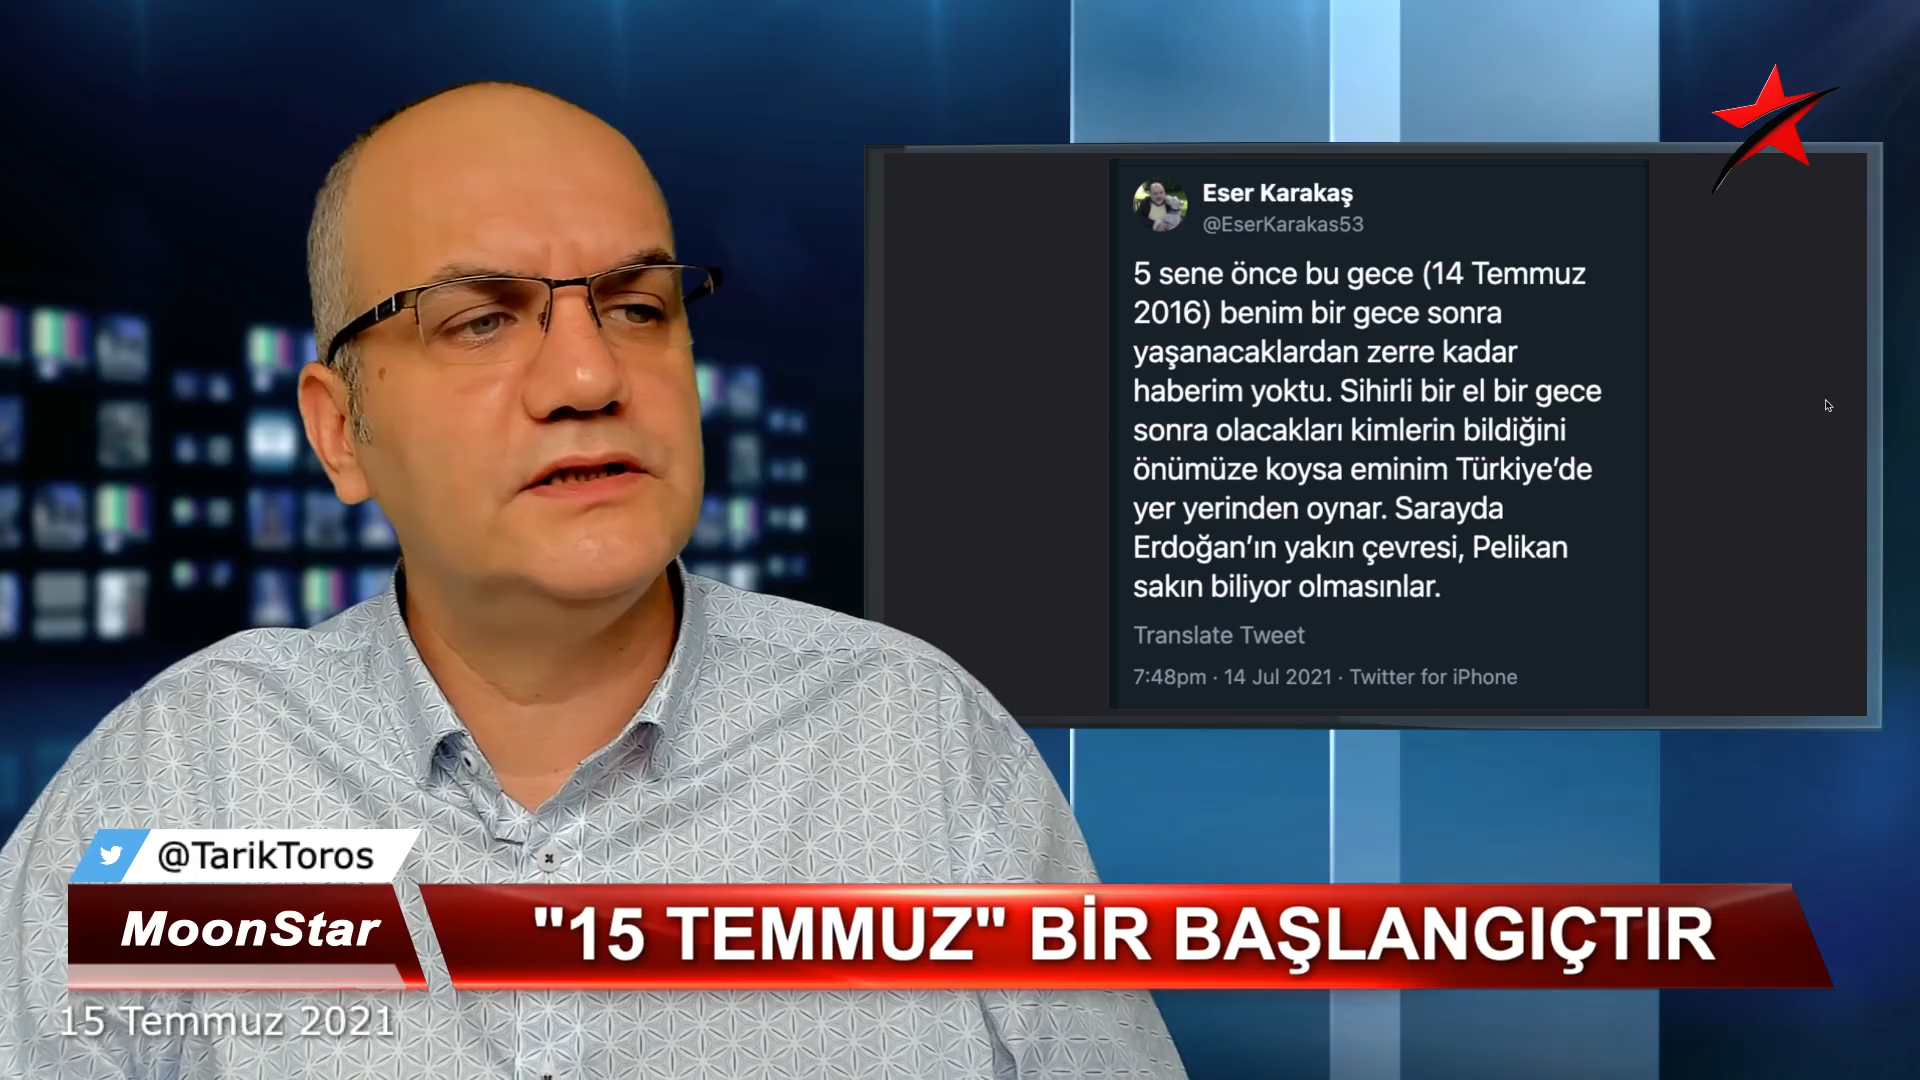 Eser Karakaş
@EserKarakas53
5 sene önce bu gece (14 Temmuz
2016) benim bir gece sonra
yaşanacaklardan zerre kadar
haberim yoktu. Sihirli bir el bir gece
sonra olacakları kimlerin bildiğini
önümüze koysa eminim Türkiye’de
yer yerinden oynar. Sarayda
Erdoğan’ın yakın çevresi, Pelikan
sakın biliyor olmasınlar.
Translate Tweet
7:48pm · 14 Jul 2021 · Twitter for iPhone
@TarikToros
MoonStar
"15 TEMMUZ" BİR BAŞLANGIÇTIR
15 Temmuz 2021